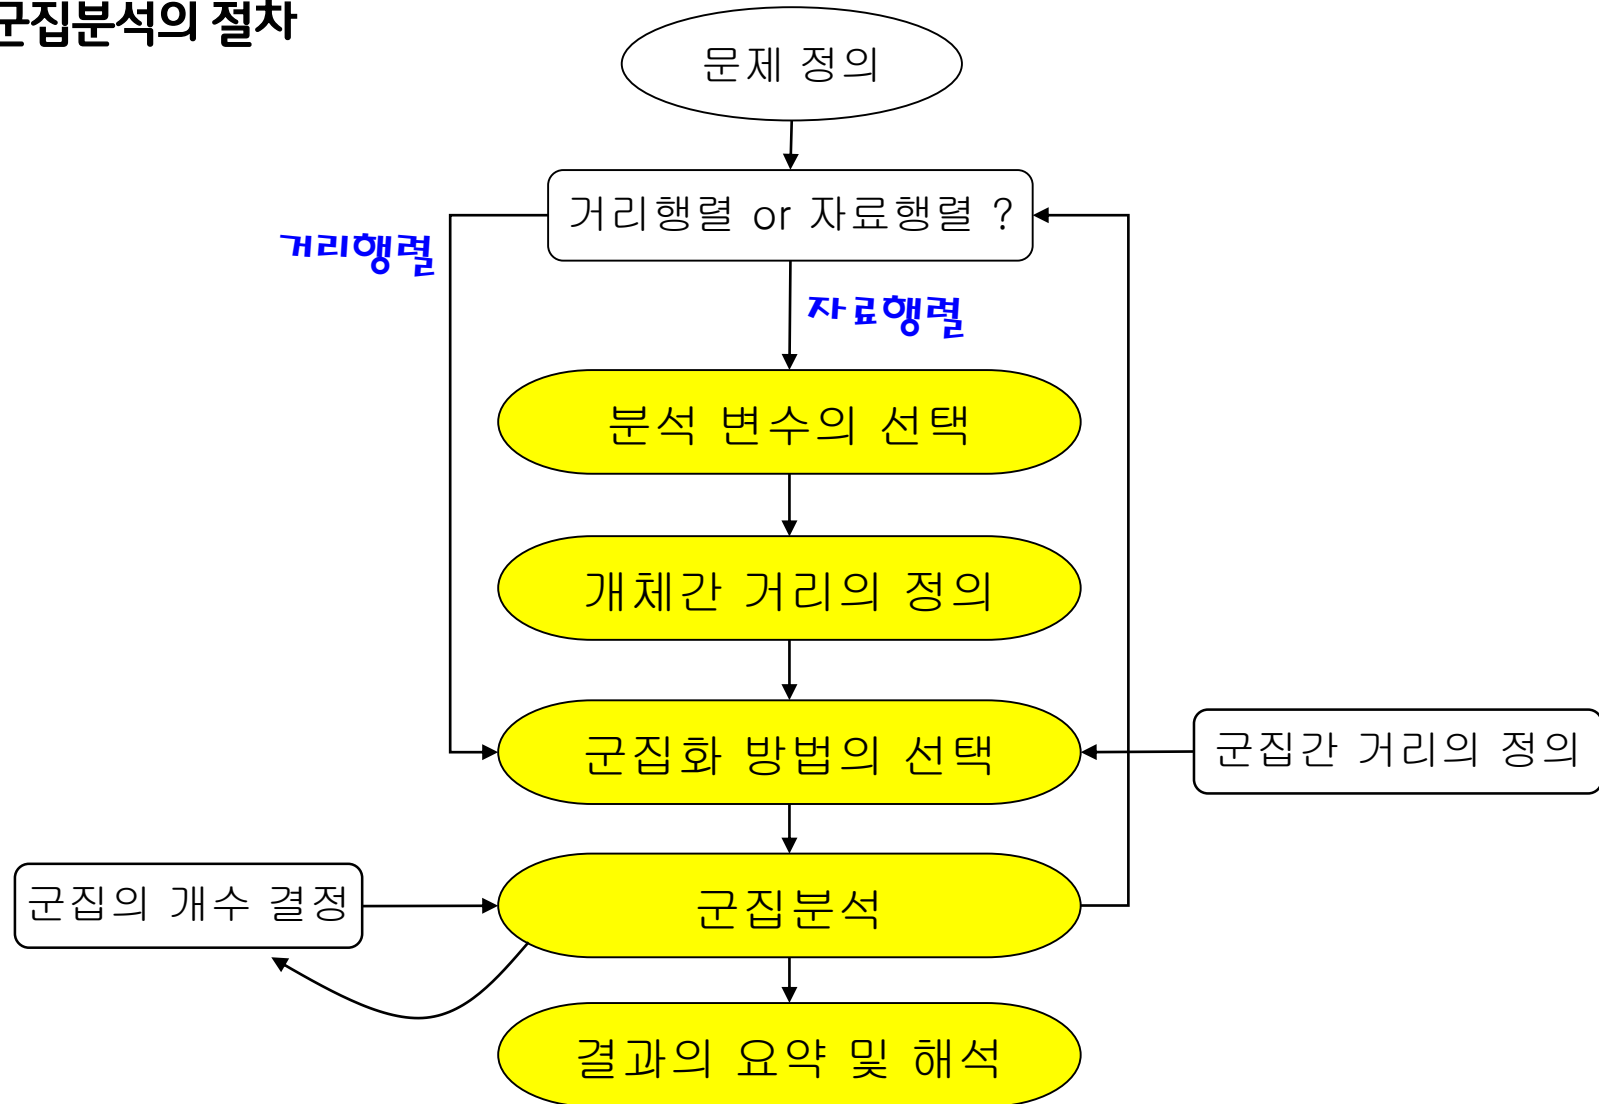 군집분석의 절차
문제 정의
거리행렬 or 자료행렬 ?
거리행렬
자료행렬
분석 변수의 선택
개체간 거리의 정의
군집화 방법의 선택
군집간 거리의 정의
군집의 개수 결정
군집분석
결과의 요약 및 해석